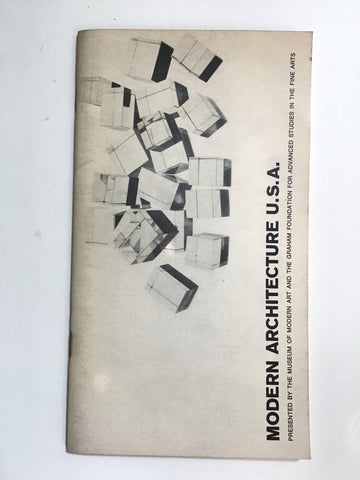 MODERN ARCHITECTURE U.S.A.
PRESENTED BY THE MUSEUM OF MODERN ART AND THE GRAHAM FOUNDATION FOR ADVANCED STUDIES IN THE FINE ARTS